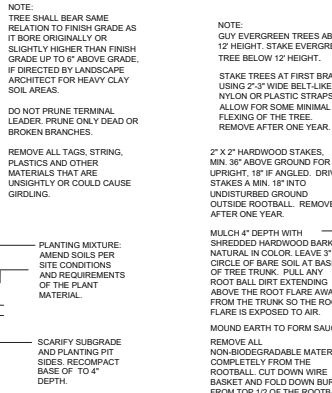 NOTE:
TREE SHALL BEAR SAME
RELATION TO FINISH GRADE AS
IT BORE ORIGINALLY OR
SLIGHTLY HIGHER THAN FINISH
GRADE UP TO 6" ABOVE GRADE,
IF DIRECTED BY LANDSCAPE
ARCHITECT FOR HEAVY CLAY
SOIL AREAS.
DO NOT PRUNE TERMINAL
LEADER. PRUNE ONLY DEAD OR
BROKEN BRANCHES.
REMOVE ALL TAGS, STRING,
PLASTICS AND OTHER
MATERIALS THAT ARE
UNSIGHTLY OR COULD CAUSE
GIRDLING.
PLANTING MIXTURE:
AMEND SOILS PER
SITE CONDITIONS
AND REQUIREMENTS
OF THE PLANT
MATERIAL.
SCARIFY SUBGRADE
AND PLANTING PIT
SIDES. RECOMPACT
BASE OF TO 4"
DEPTH.
NOTE:
GUY EVERGREEN TREES
12' HEIGHT. STAKE
TREE BELOW 12' HEIGHT.
STAKE TREES AT FIRST
USING 2"-3" WIDE BELT-LIKE
NYLON OR PLASTIC STRAPS
ALLOW FOR SOME MINIMAL
FLEXING OF THE TREE.
REMOVE AFTER ONE YEAR.
2" X 2" HARDWOOD STAKES,
MIN. 36" ABOVE GROUND FOR
UPRIGHT, 18" IF ANGLED.
STAKES A MIN. 18" INTO
UNDISTURBED GROUND
OUTSIDE ROOTBALL.
AFTER ONE YEAR.
MULCH 4" DEPTH WITH
SHREDDED HARDWOOD BARK
NATURAL IN COLOR. LEAVE 3"
CIRCLE OF BARE SOIL AT
OF TREE TRUNK. PULL ANY
ROOT BALL DIRT EXTENDING
ABOVE THE ROOT FLARE
FROM THE TRUNK SO THE
FLARE IS EXPOSED TO AIR.
MOUND EARTH TO FORM
REMOVE ALL
NON-BIODEGRADABLE
COMPLETELY FROM THE
ROOTBALL. CUT DOWN WIRE
BASKET AND FOLD DOWN
FROM TOP 1/2 OF THE